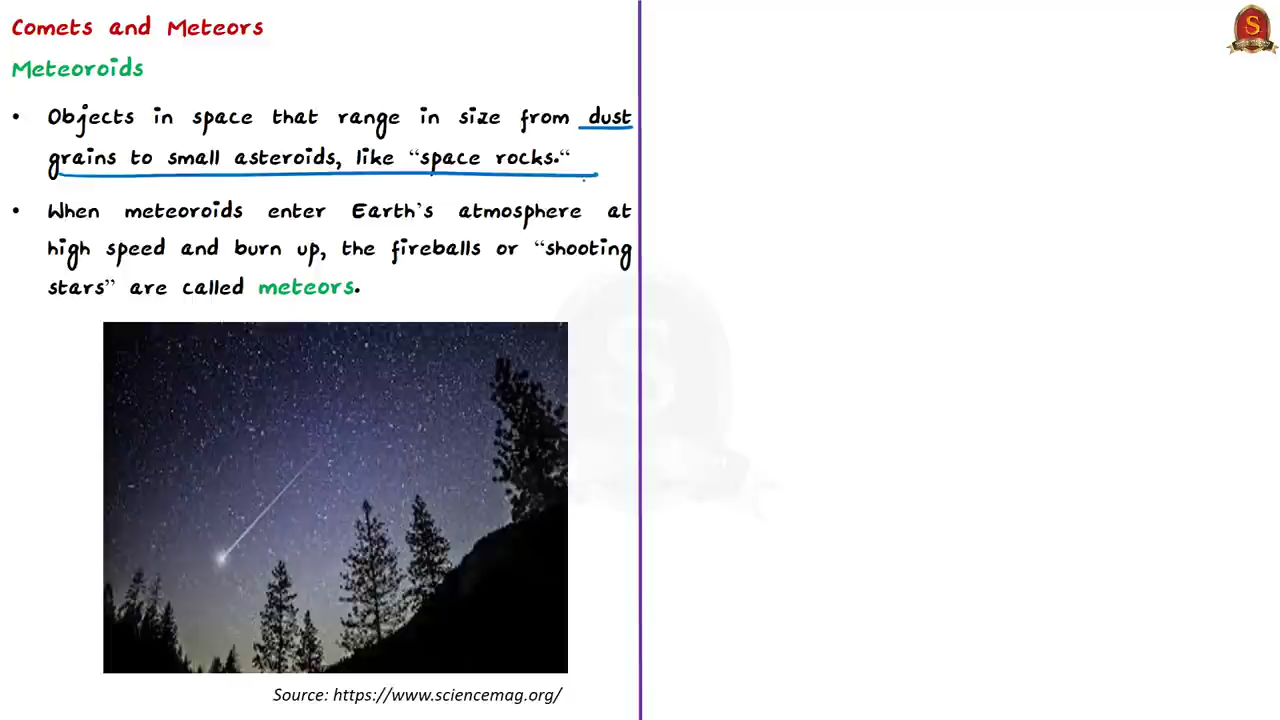 Comets and Meteors
Meteoroids
• Objects in space that range in size from dust
grains to small asteroids, like “space rocks.“
• When meteoroids enter Earth's atmosphere at
high speed and burn up, the fireballs or “shooting
stars” are called meteors.
Source: https://www.sciencemag.org/
S